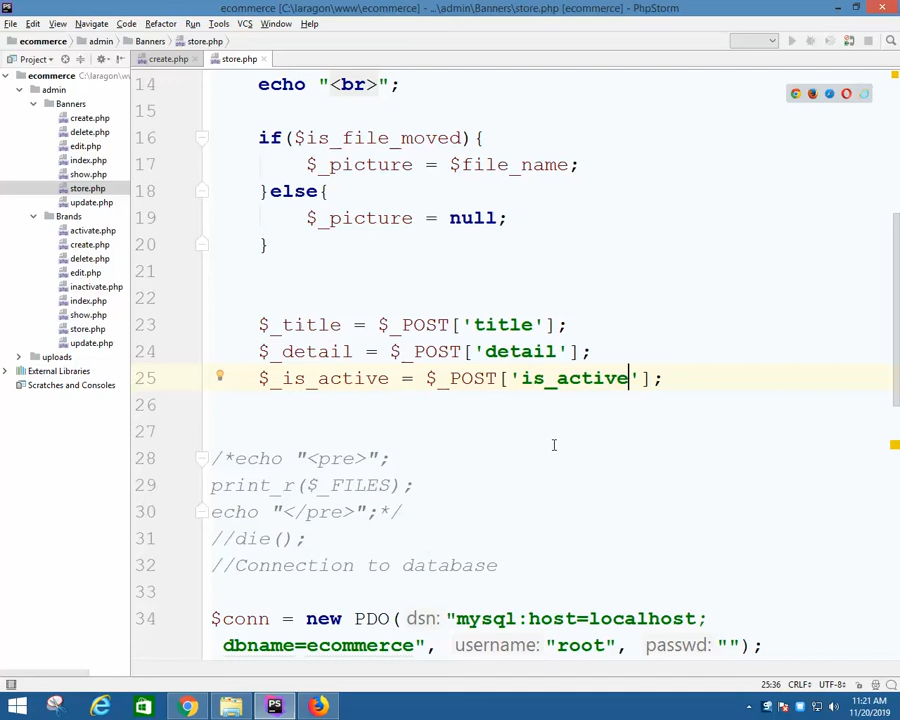 ecommerce [C:\laragon\www\ecommerce] - ...\admin\Banners\store.php [ecommerce] - PhpStorm
File Edit View Navigate Code Refactor Run Tools VCS Window Help
ecommerce admin Banners store.php
Project create.php store.php
ecommerce C:\laragon\ww
admin
Banners
create.php
delete.php
edit.php
index.php
show.php
store.php
update.php
Brands
activate.php
create.php
delete.php
edit.php
inactivate.php
index.php
show.php
store.php
update.php
uploads
External Libraries
Scratches and Consoles
14 echo "<br>";
15
16 if($is_file_moved){
17 $_picture = $file_name;
18 }else{
19 $_picture = null;
20 }
21
22
23 $_title = $_POST['title'];
24 $_detail = $_POST['detail'];
25 $_is_active = $_POST['is_active'];
26
27
28 /*echo "<pre>";
29 print_r($_FILES);
30 echo "</pre>";*/
31 //die();
32 //Connection to database
33
34 $conn = new PDO( dsn: "mysql:host=localhost;
dbname=ecommerce", username: "root", passwd: "");
25:36 CRLF÷ UTF-8÷
11:21 AM
11/20/2019